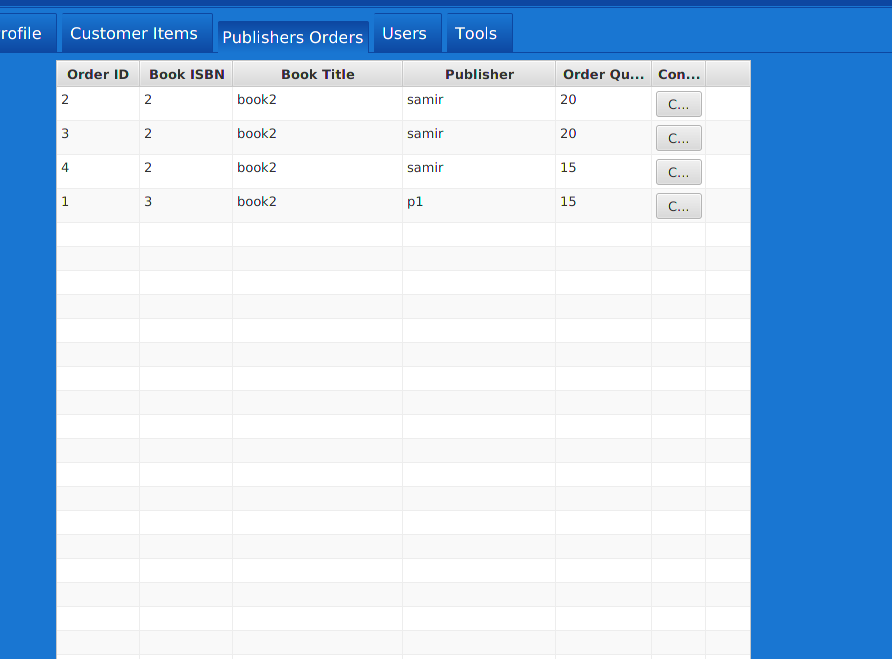 rofile Customer Items Publishers Orders Users Tools
Order ID Book ISBN Book Title Publisher Order Qu... Con...
2 2 book2 samir 20 C...
3 2 book2 samir 20 C...
4 2 book2 samir 15 C...
1 3 book2 p1 15 C...